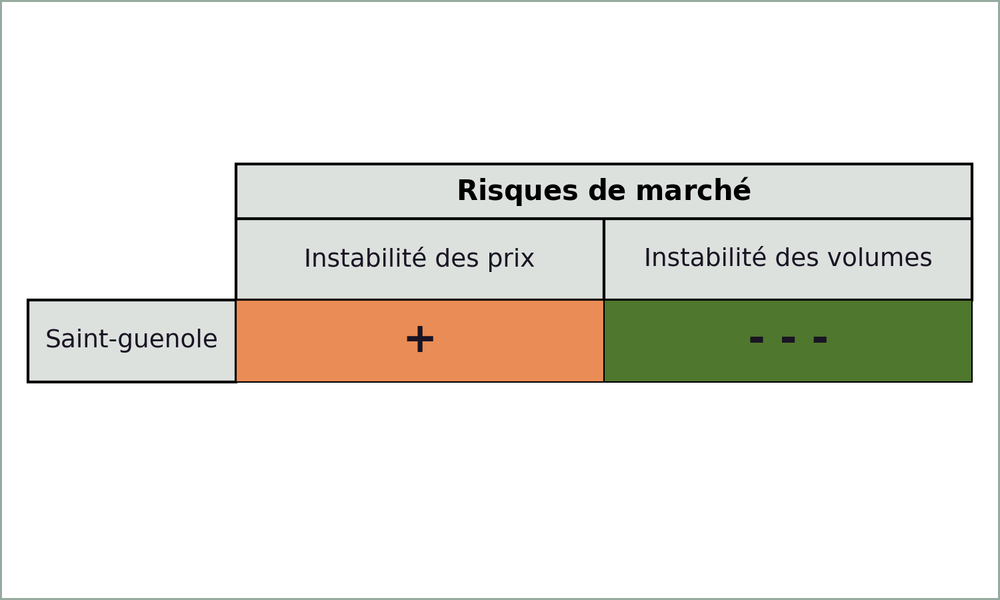 Risques de marché
Instabilité des prix
Instabilité des volumes
Saint-guenole
+
- - -